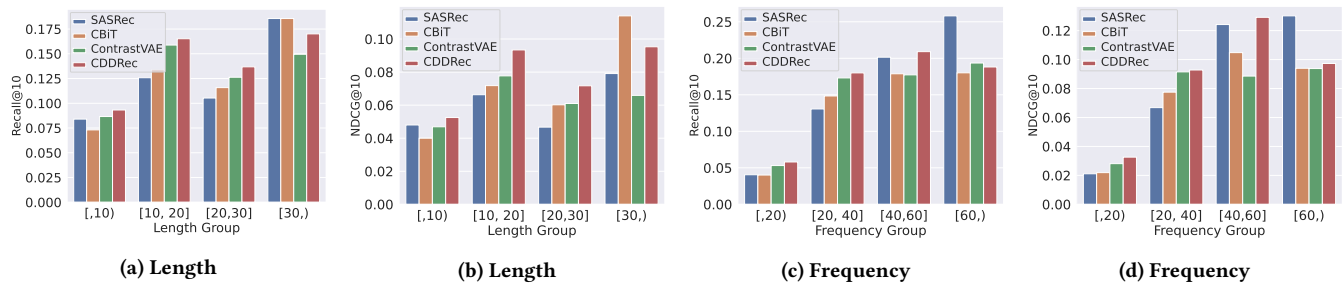 SASRec
CBiT
ContrastVAE
CDDRec
Recall@10
0.175
0.150
0.125
0.100
0.075
0.050
0.025
0.000
[,10) [10, 20] [20,30] [30,)
Length Group
(a) Length
SASRec
CBiT
ContrastVAE
CDDRec
NDCG@10
0.10
0.08
0.06
0.04
0.02
0.00
[,10) [10, 20] [20,30] [30,)
Length Group
(b) Length
SASRec
CBiT
ContrastVAE
CDDRec
Recall@10
0.25
0.20
0.15
0.10
0.05
0.00
[,20) [20, 40] [40,60] [60,)
Frequency Group
(c) Frequency
SASRec
CBiT
ContrastVAE
CDDRec
NDCG@10
0.12
0.10
0.08
0.06
0.04
0.02
0.00
[,20) [20, 40] [40,60] [60,)
Frequency Group
(d) Frequency